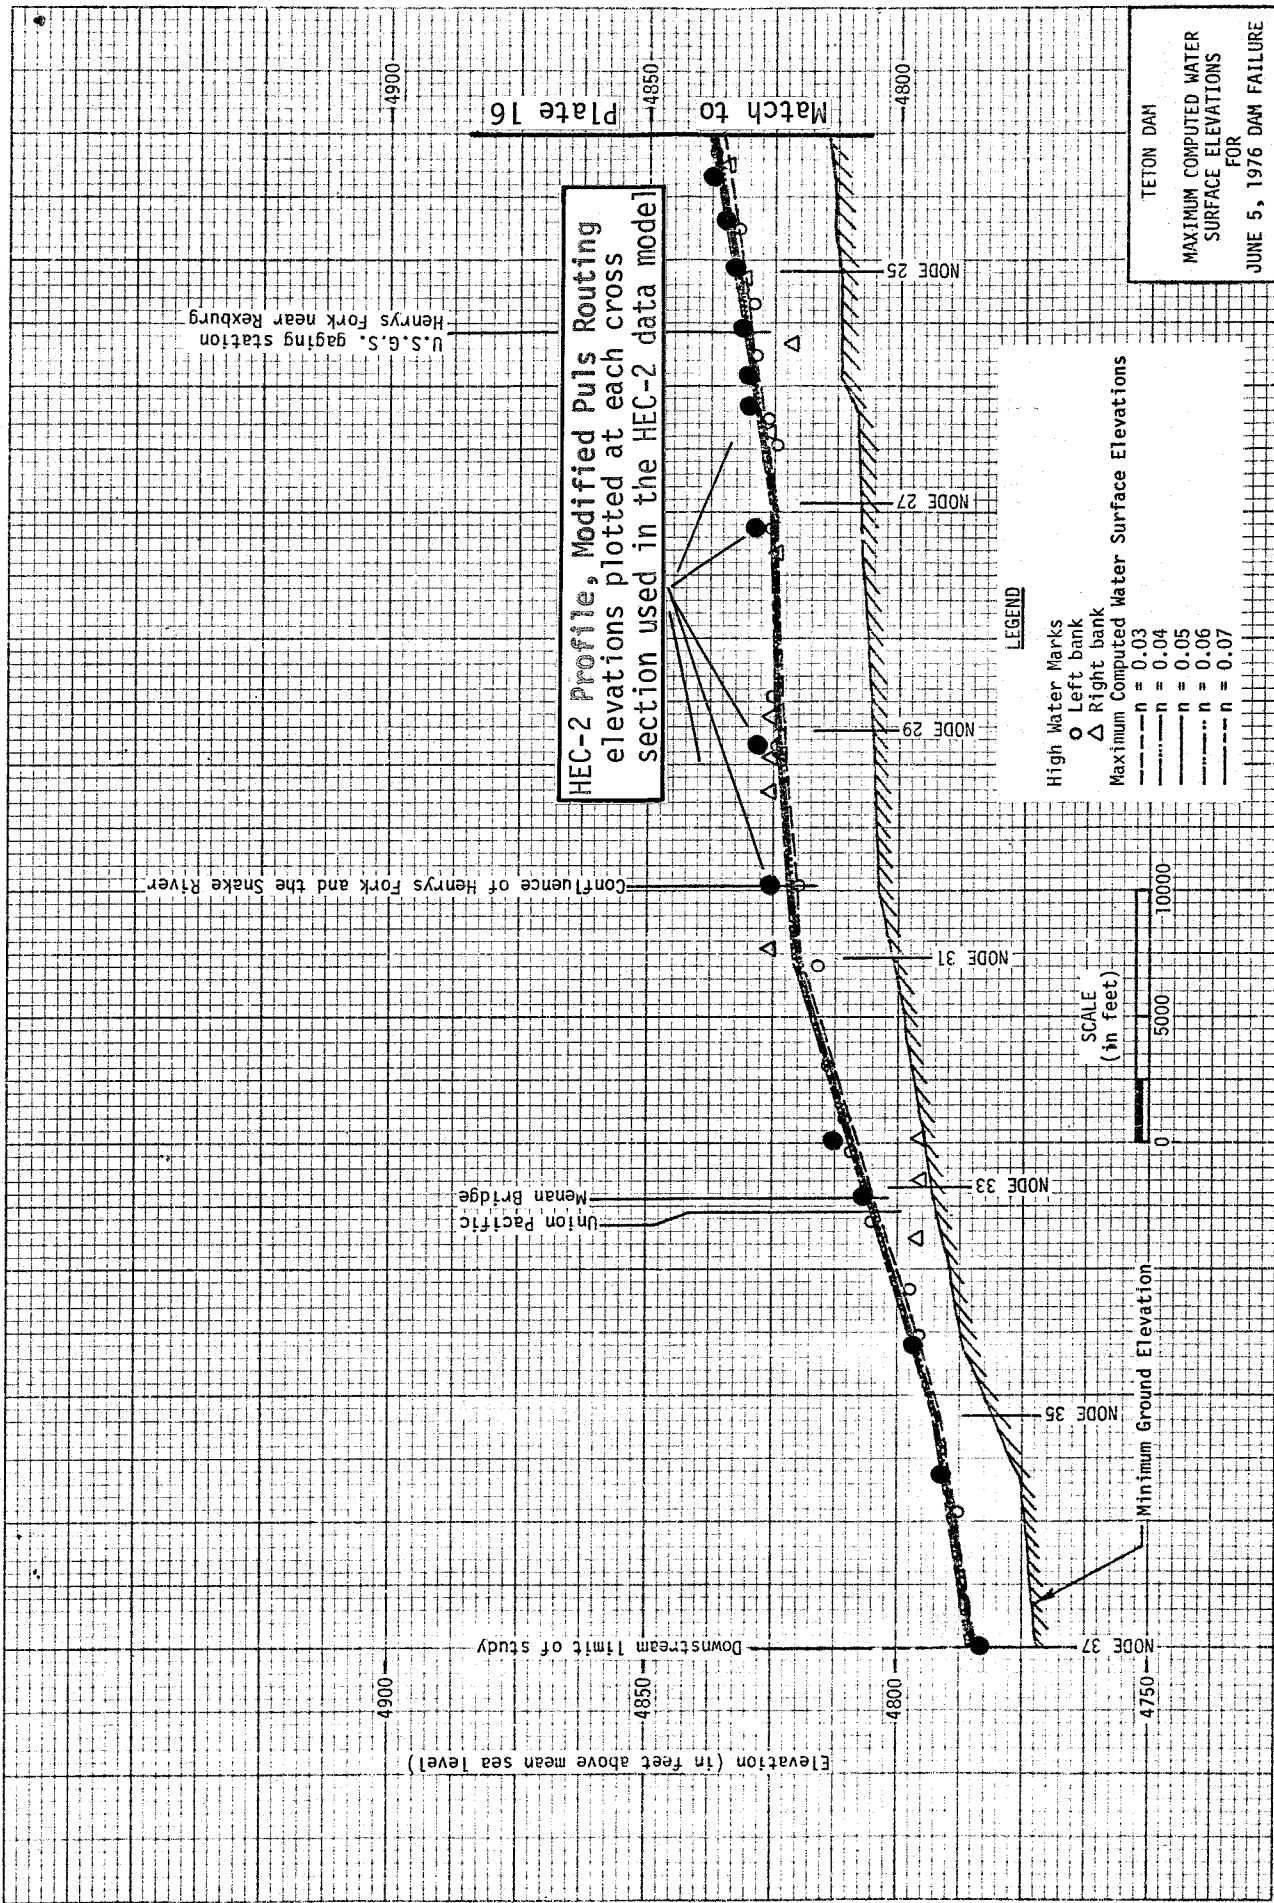 4900
4850
4800
Plate 16
Match to
HEC-2 Profile, Modified Puls Routing
elevations plotted at each cross
section used in the HEC-2 data model
U.S.G.S. gaging station
Henrys Fork near Rexburg
NODE 25
NODE 27
NODE 29
Confluence of Henrys Fork and the Snake River
NODE 31
Menan Bridge
Union Pacific
NODE 33
NODE 35
Downstream limit of study
NODE 37
Minimum Ground Elevation
4900
4850
4800
4750
Elevation (in feet above mean sea level)
SCALE
(in feet)
0 5000 10000
LEGEND
High Water Marks
Left bank
Right bank
Maximum Computed Water Surface Elevations
n = 0.03
n = 0.04
n = 0.05
n = 0.06
n = 0.07
TETON DAM
MAXIMUM COMPUTED WATER
SURFACE ELEVATIONS
FOR
JUNE 5, 1976 DAM FAILURE